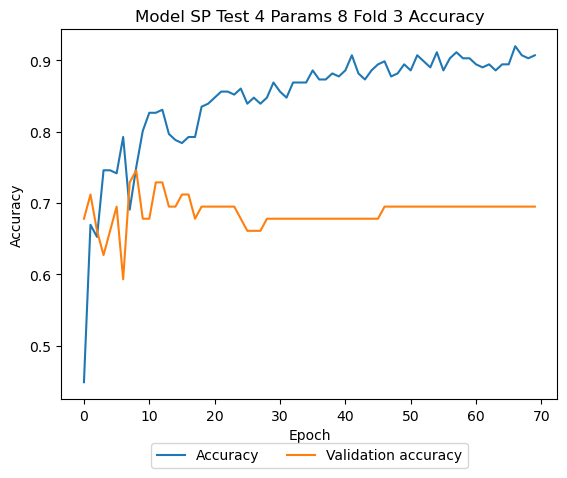 Model SP Test 4 Params 8 Fold 3 Accuracy
0.9
0.8
0.7
0.6
0.5
Accuracy
0 10 20 30 40 50 60 70
Epoch
Accuracy Validation accuracy